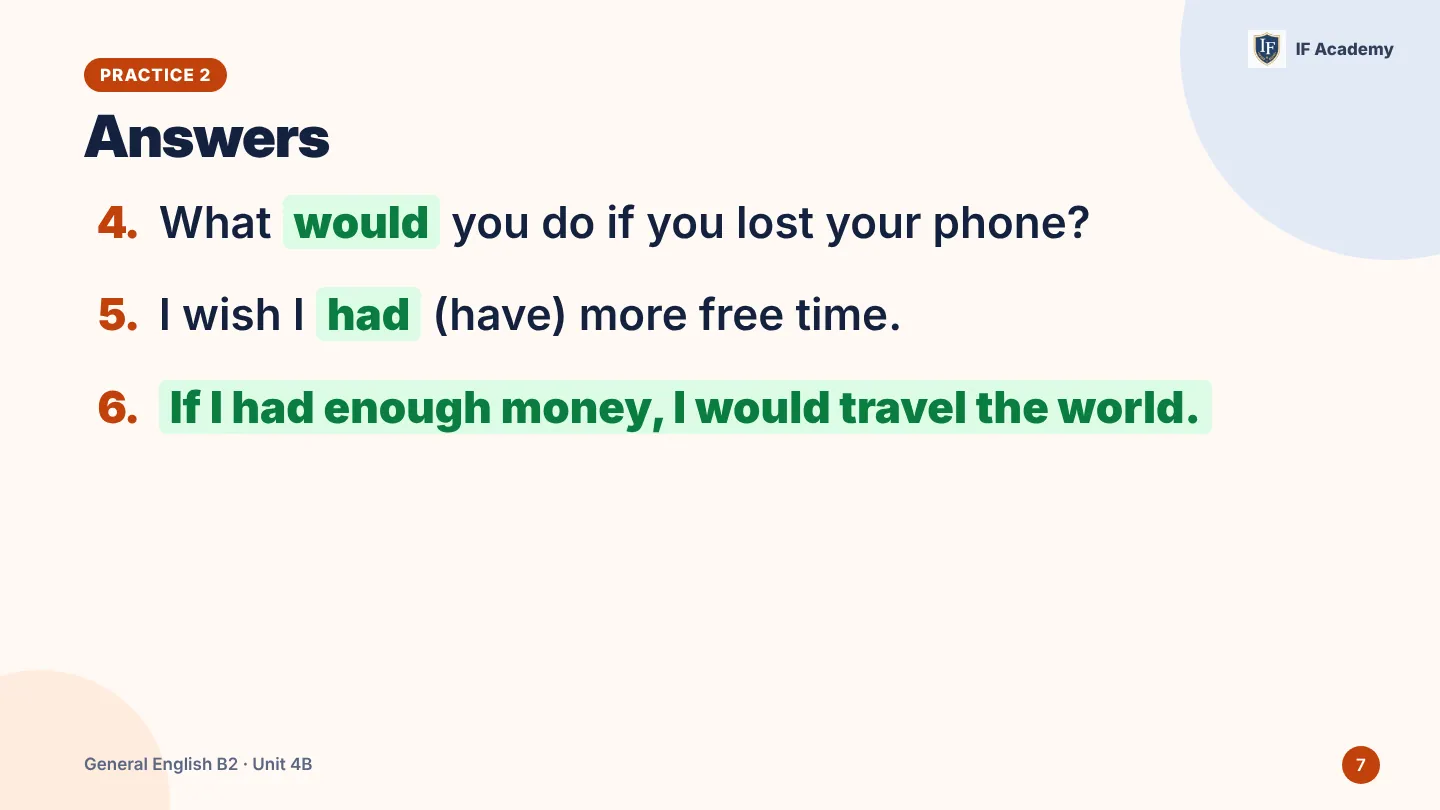 IF Academy
PRACTICE 2
Answers
4. What would you do if you lost your phone?
5. I wish I had (have) more free time.
6. If I had enough money, I would travel the world.
General English B2 · Unit 4B
7